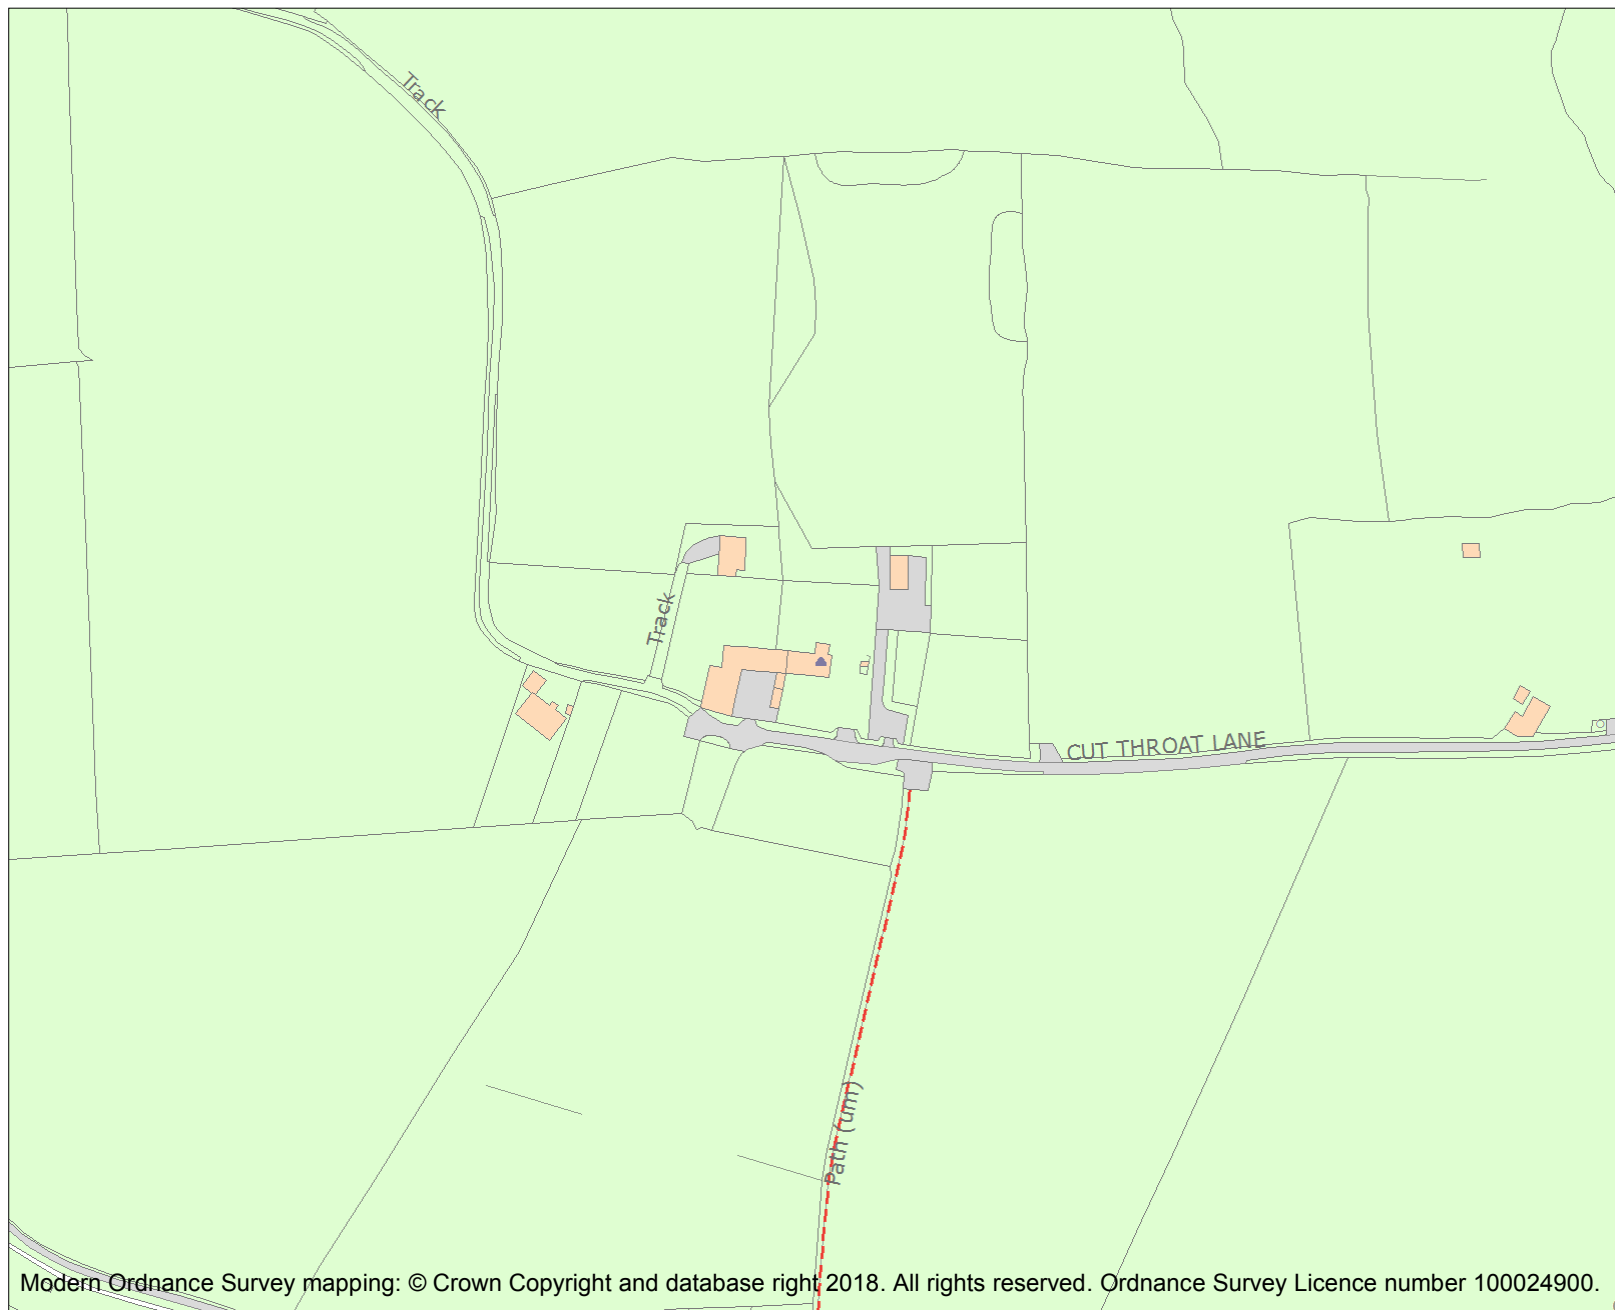 Track
Track
CUT THROAT LANE
Path (um)
Modern Ordnance Survey mapping: © Crown Copyright and database right 2018. All rights reserved. Ordnance Survey Licence number 100024900.